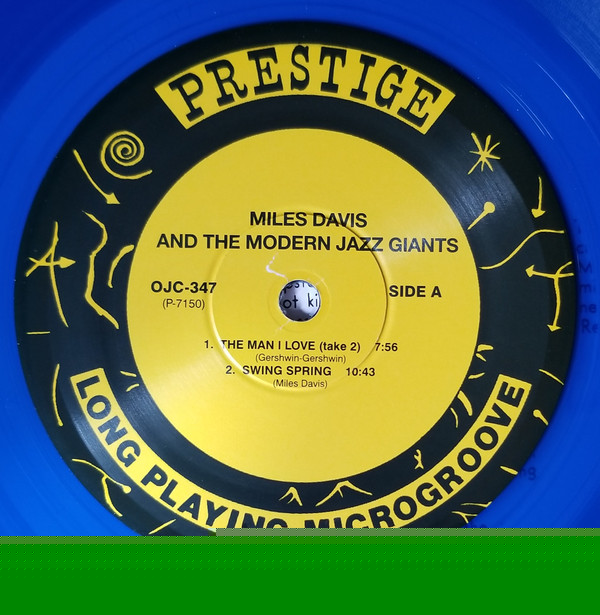 PRESTIGE
MILES DAVIS
AND THE MODERN JAZZ GIANTS
OJC-347
(P-7150)
SIDE A
1. THE MAN I LOVE (take 2) 7:56
(Gershwin-Gershwin)
2. SWING SPRING 10:43
(Miles Davis)
LONG PLAYING MICROGROOVE